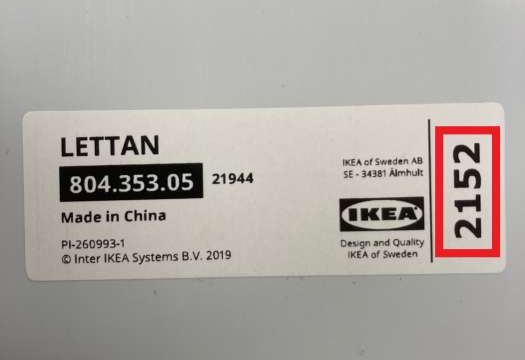 LETTAN
804.353.05 21944
Made in China
PI-260993-1
© Inter IKEA Systems B.V. 2019
IKEA of Sweden AB
SE - 34381 Älmhult
IKEA
Design and Quality
IKEA of Sweden
2152